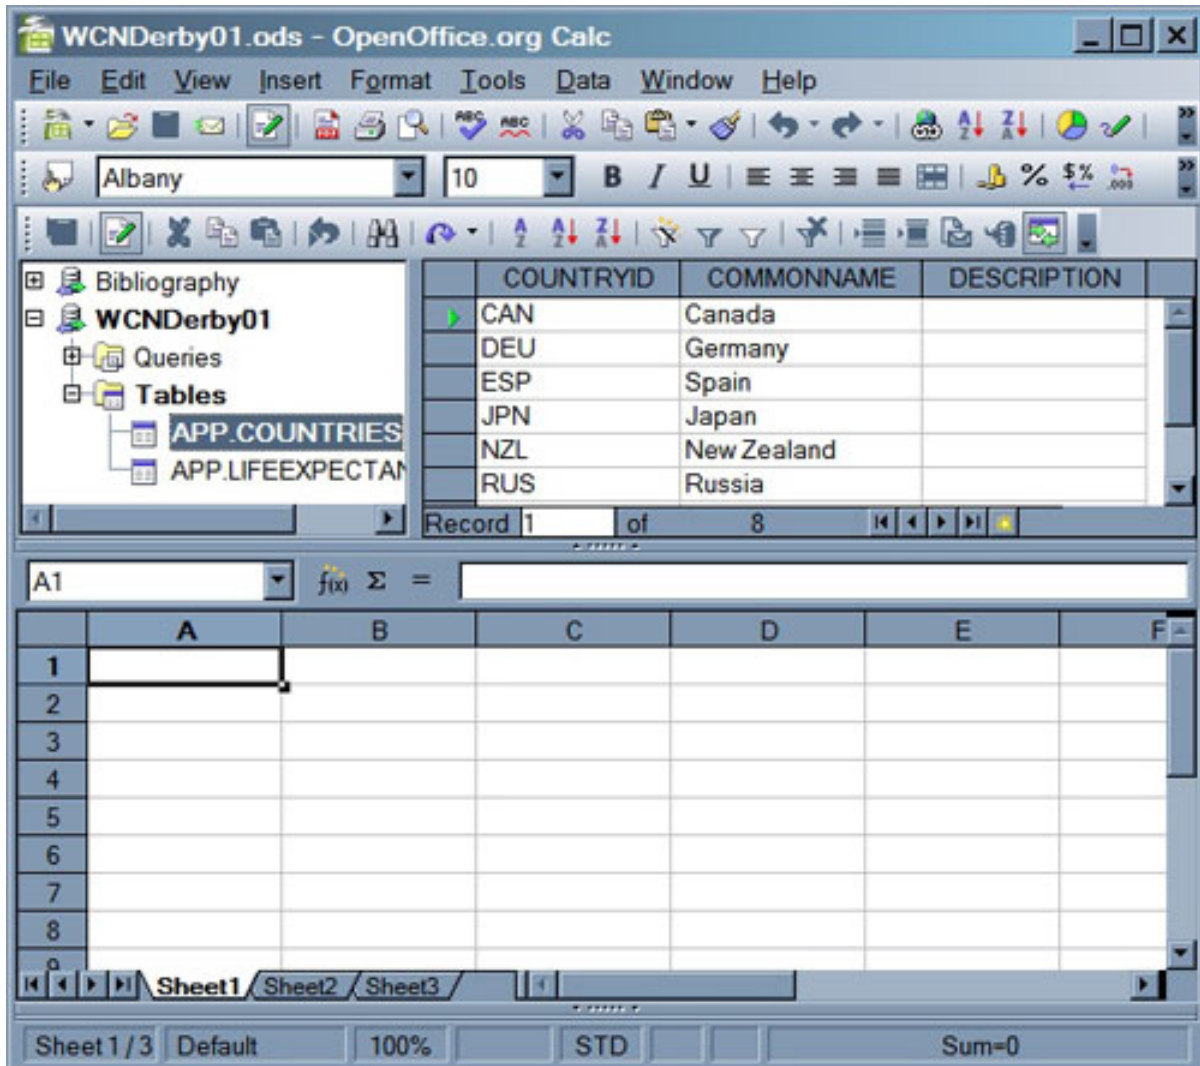 WCNDerby01.ods - OpenOffice.org Calc
File Edit View Insert Format Tools Data Window Help
Albany 10 B I U % $%
Bibliography
WCNDerby01
Queries
Tables
APP.COUNTRIES
APP.LIFEEXPECTAN
COUNTRYID COMMONNAME DESCRIPTION
CAN Canada
DEU Germany
ESP Spain
JPN Japan
NZL New Zealand
RUS Russia
Record 1 of 8
A1 f(x) Σ =
A B C D E F
1
2
3
4
5
6
7
8
9
Sheet1 Sheet2 Sheet3
Sheet 1 / 3 Default 100% STD Sum=0